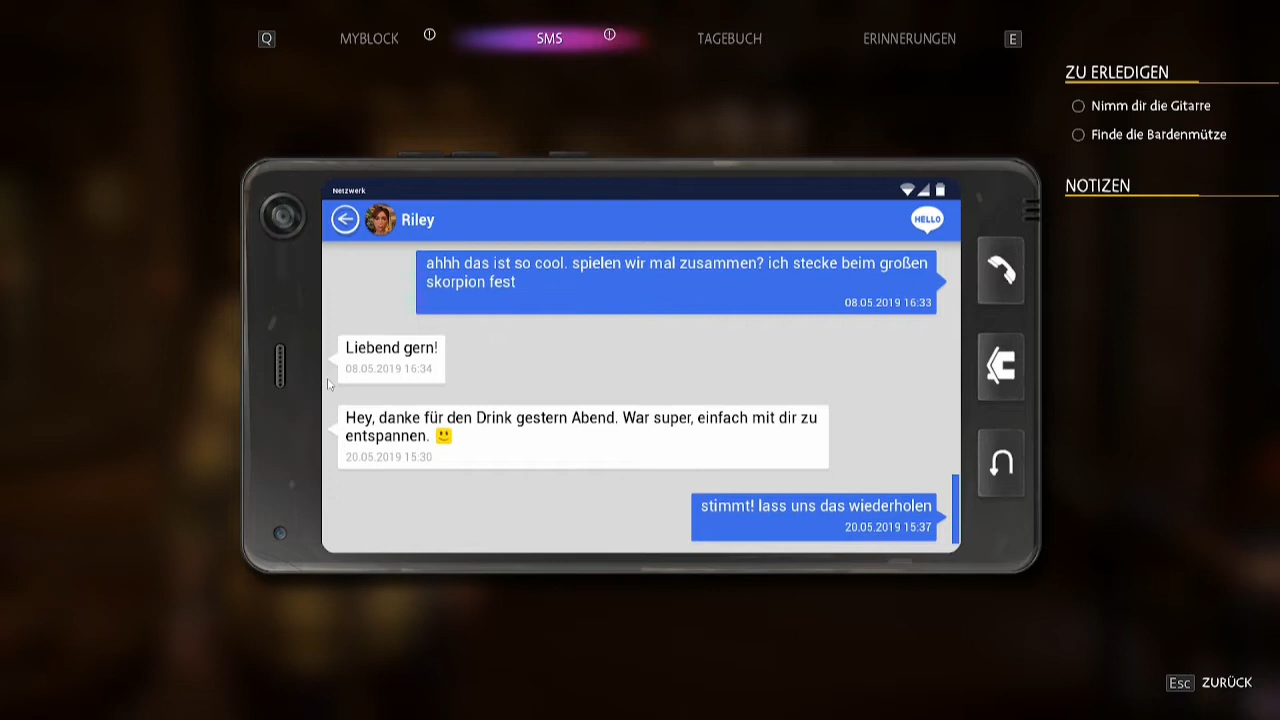 Q
MYBLOCK
SMS
TAGEBUCH
ERINNERUNGEN
E
ZU ERLEDIGEN
Nimm dir die Gitarre
Finde die Bardenmütze
NOTIZEN
Netzwerk
Riley
HELLO
ahhh das ist so cool. spielen wir mal zusammen? ich stecke beim großen
skorpion fest
08.05.2019 16:33
Liebend gern!
08.05.2019 16:34
Hey, danke für den Drink gestern Abend. War super, einfach mit dir zu
entspannen.
20.05.2019 15:30
stimmt! lass uns das wiederholen
20.05.2019 15:37
Esc ZURÜCK